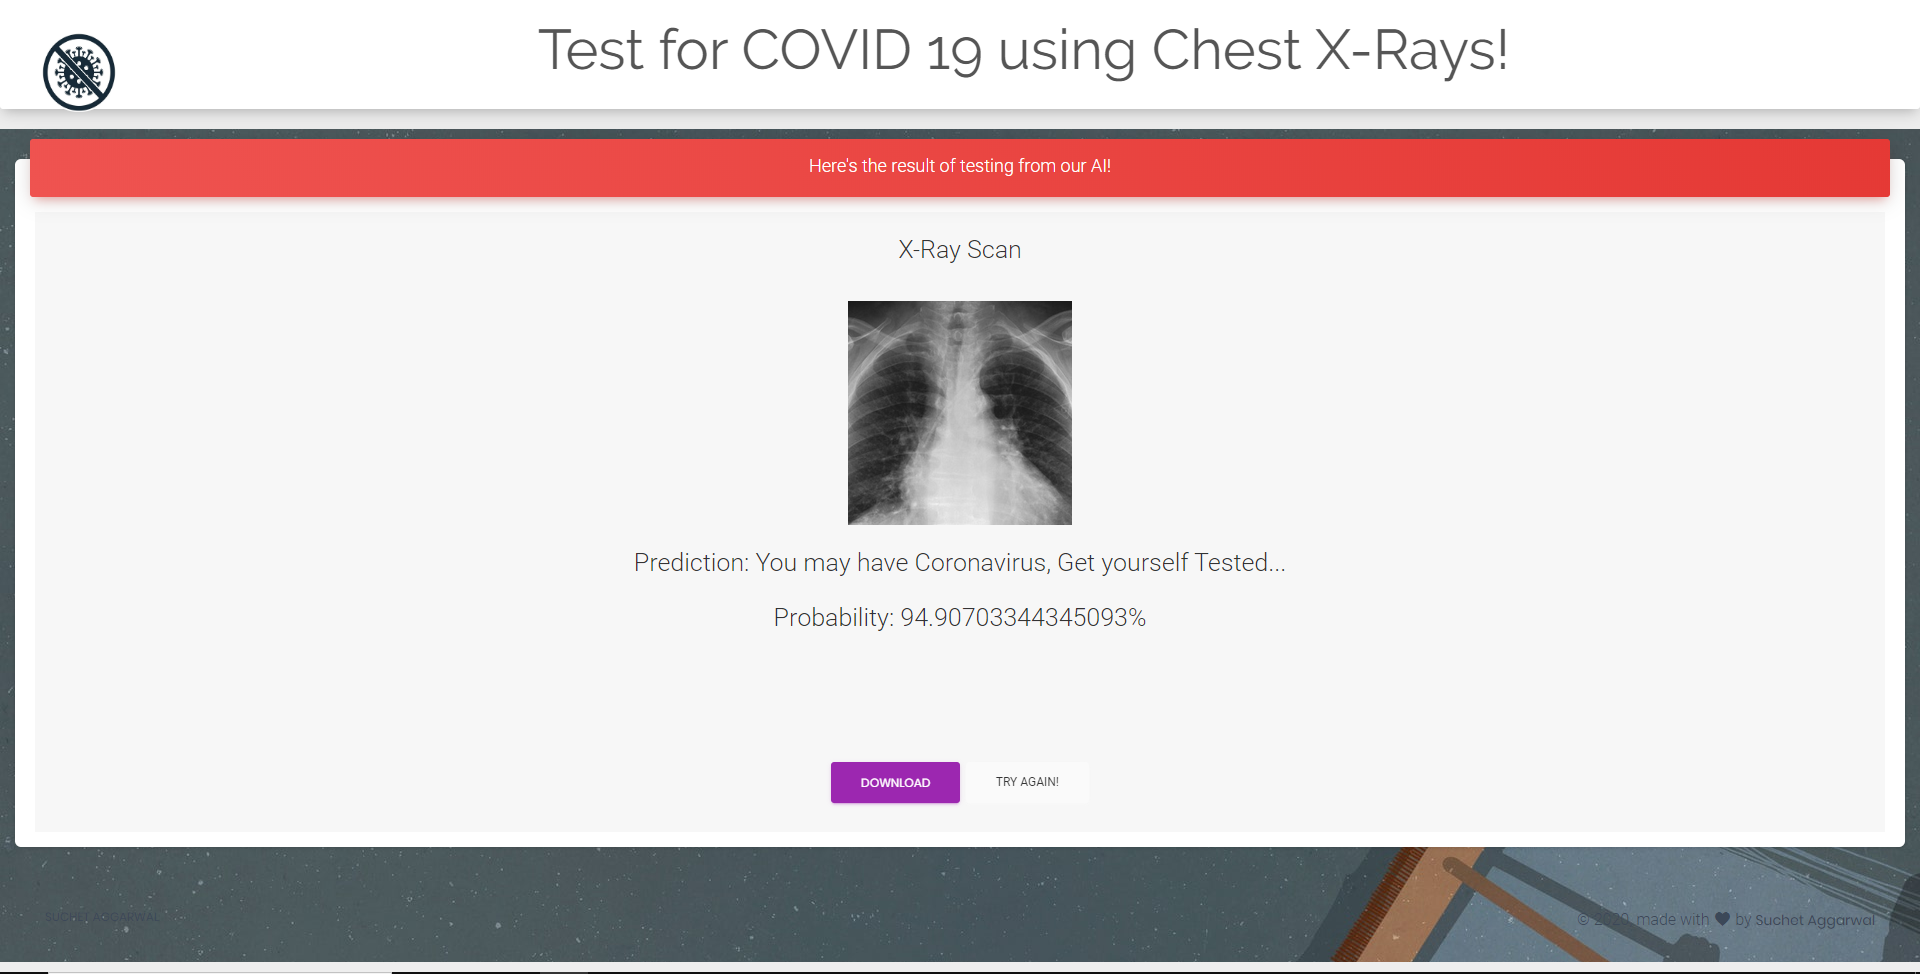 Test for COVID 19 using Chest X-Rays!
Here's the result of testing from our AI!
X-Ray Scan
Prediction: You may have Coronavirus, Get yourself Tested...
Probability: 94.90703344345093%
DOWNLOAD
TRY AGAIN!
SUCHET AGGARWAL
© 2020, made with by Suchet Aggarwal